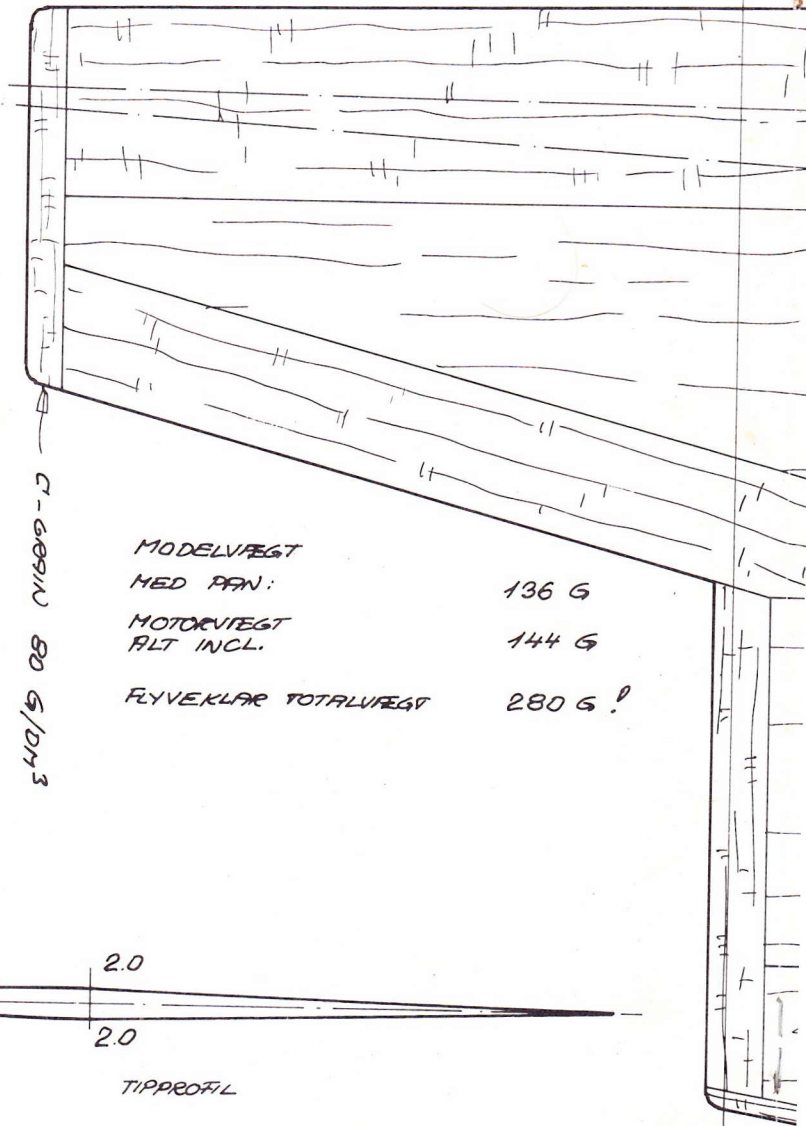 C-GRAIN 80 G/DM3
MODELVÆGT
MED PAN: 136 G
MOTORVÆGT
ALT INCL. 144 G
FLYVEKLAR TOTALVÆGT 280 G!
2.0
2.0
TIPPROFIL